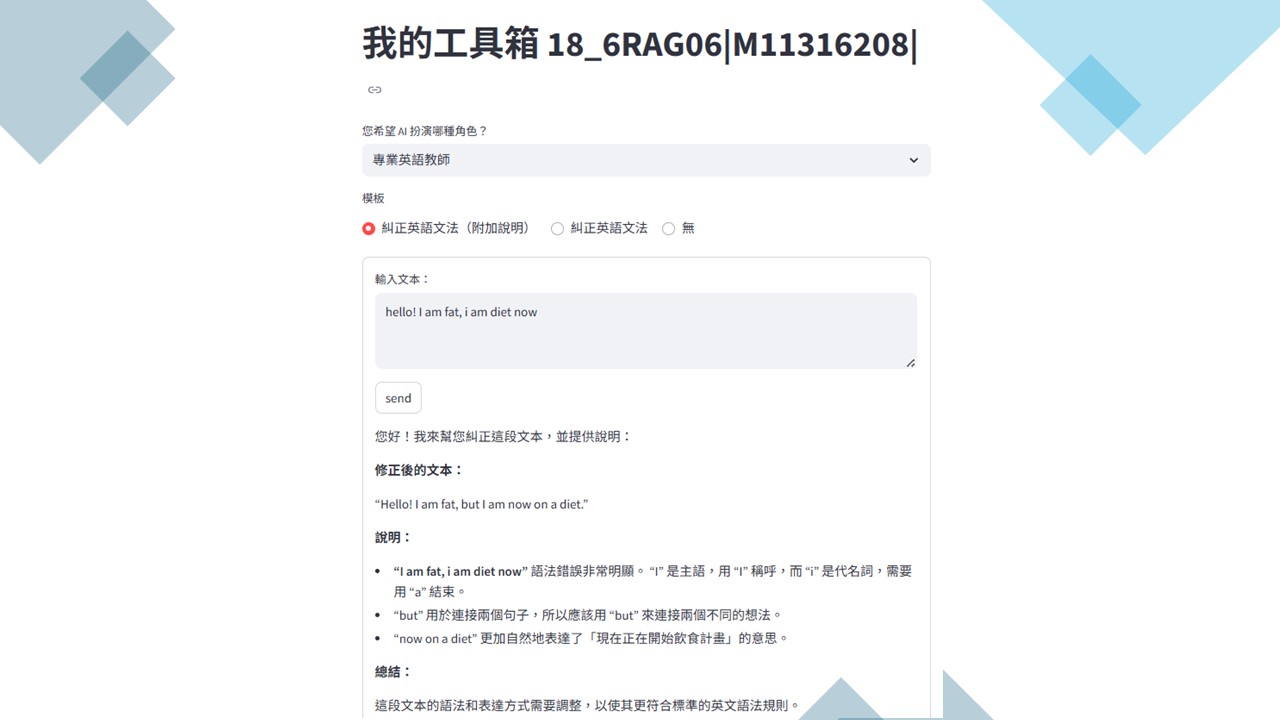 我的工具箱 18_6RAG06|M11316208|
您希望 AI 扮演哪種角色？
專業英語教師
模板
糾正英語文法（附加說明） 糾正英語文法 無
輸入文本：
hello! I am fat, i am diet now
send
您好！我來幫您糾正這段文本，並提供說明：
修正後的文本：
“Hello! I am fat, but I am now on a diet.”
說明：
• “I am fat, i am diet now” 語法錯誤非常明顯。 “I” 是主語，用 “I” 稱呼，而 “i” 是代名詞，需要
用 “a” 結束。
• “but” 用於連接兩個句子，所以應該用 “but” 來連接兩個不同的想法。
• “now on a diet” 更加自然地表達了「現在正在開始飲食計畫」的意思。
總結：
這段文本的語法和表達方式需要調整，以使其更符合標準的英文語法規則。